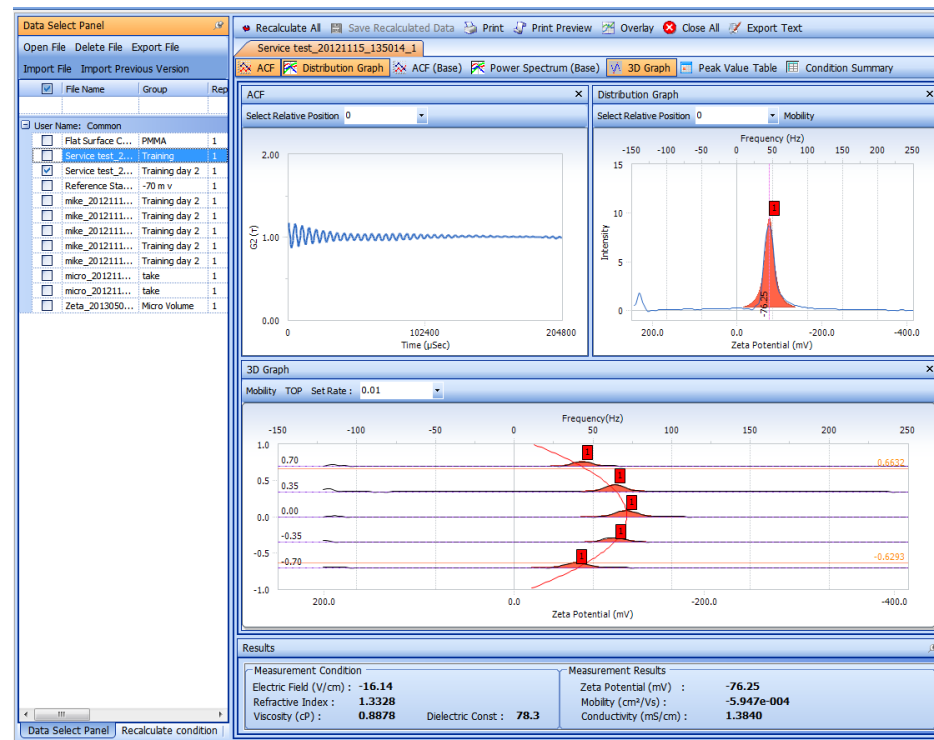 Data Select Panel
Open File Delete File Export File
Import File Import Previous Version
File Name Group Rep
User Name: Common
Flat Surface C... PMMA 1
Service test_2... Training 1
Service test_2... Training day 2 1
Reference Sta... -70 m v 1
mike_2012111... Training day 2 1
mike_2012111... Training day 2 1
mike_2012111... Training day 2 1
mike_2012111... Training day 2 1
micro_201211... take 1
micro_201211... take 1
Zeta_2013050... Micro Volume 1
Data Select Panel Recalculate condition
Recalculate All Save Recalculated Data Print Print Preview Overlay Close All Export Text
Service test_20121115_135014_1
ACF Distribution Graph ACF (Base) Power Spectrum (Base) 3D Graph Peak Value Table Condition Summary
ACF
Select Relative Position 0
2.00
G2 (τ)
1.00
0.00
0 102400 204800
Time (μSec)
Distribution Graph
Select Relative Position 0 Mobility
Frequency (Hz)
-150 -100 -50 0 50 100 150 200 250
15
10
Intensity
5
0
1
-76.25
200.0 0.0 -200.0 -400.0
Zeta Potential (mV)
3D Graph
Mobility TOP Set Rate : 0.01
Frequency(Hz)
-150 -100 -50 0 50 100 150 200 250
1.0
0.70 1 0.6632
0.5 0.35 1
0.0 0.00 1
-0.35 1
-0.5 -0.70 1 -0.6293
-1.0
200.0 0.0 -200.0 -400.0
Zeta Potential (mV)
Results
Measurement Condition
Electric Field (V/cm) : -16.14
Refractive Index : 1.3328
Viscosity (cP) : 0.8878 Dielectric Const : 78.3
Measurement Results
Zeta Potential (mV) : -76.25
Mobility (cm²/Vs) : -5.947e-004
Conductivity (mS/cm) : 1.3840